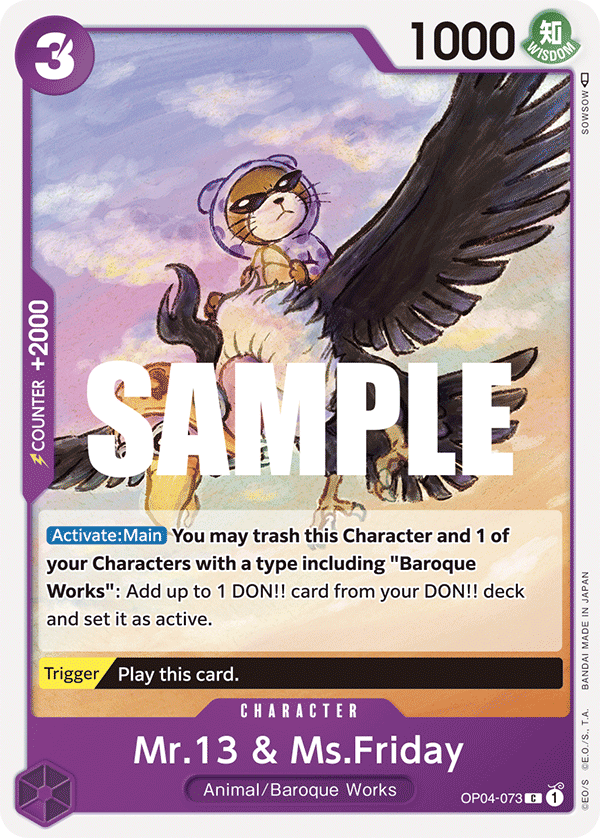 3
1000
知
WISDOM
SOWSOW
COUNTER +2000
SAMPLE
Activate:Main You may trash this Character and 1 of
your Characters with a type including "Baroque
Works": Add up to 1 DON!! card from your DON!! deck
and set it as active.
Trigger Play this card.
CHARACTER
Mr.13 & Ms.Friday
Animal/Baroque Works
OP04-073 C 1
©EO/S ©E.O./S., T.A. BANDAI MADE IN JAPAN